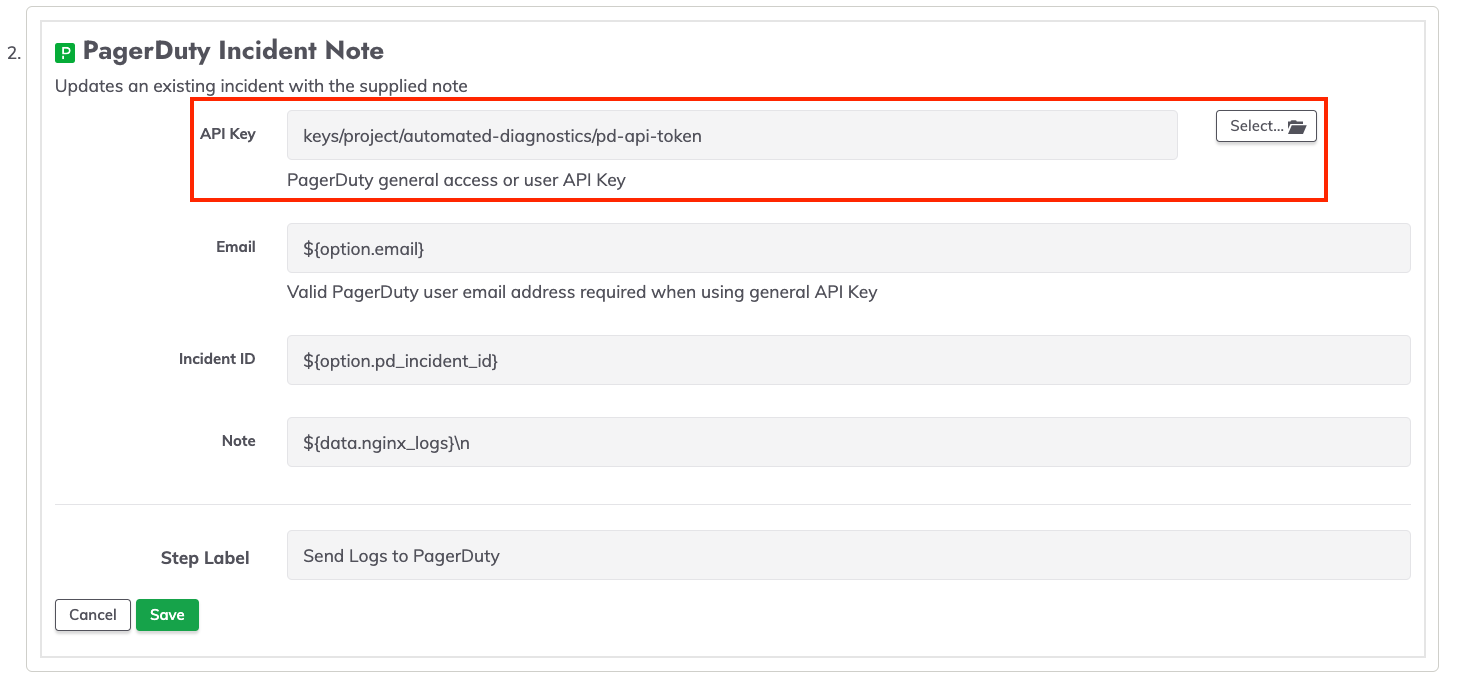 2.
P PagerDuty Incident Note
Updates an existing incident with the supplied note
API Key
keys/project/automated-diagnostics/pd-api-token
Select...
PagerDuty general access or user API Key
Email
${option.email}
Valid PagerDuty user email address required when using general API Key
Incident ID
${option.pd_incident_id}
Note
${data.nginx_logs}\n
Step Label
Send Logs to PagerDuty
Cancel
Save